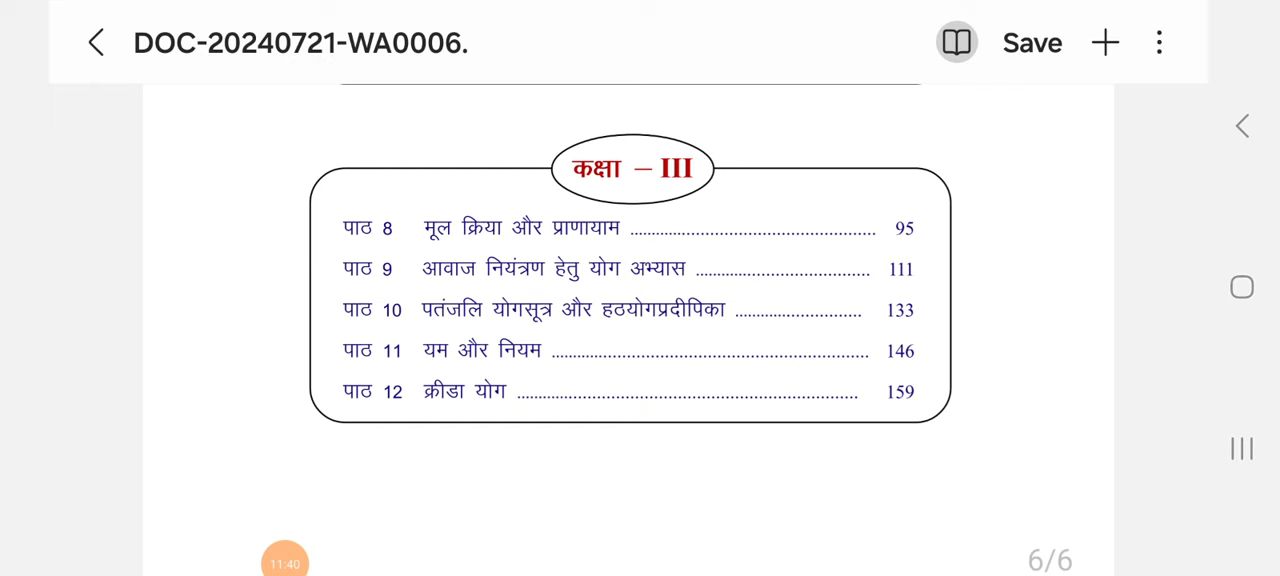 DOC-20240721-WA0006.
Save
कक्षा – III
पाठ 8 मूल क्रिया और प्राणायाम ................................................... 95
पाठ 9 आवाज नियंत्रण हेतु योग अभ्यास ..................................... 111
पाठ 10 पतंजलि योगसूत्र और हठयोगप्रदीपिका ........................... 133
पाठ 11 यम और नियम .................................................................. 146
पाठ 12 क्रीडा योग ....................................................................... 159
11:40
6/6